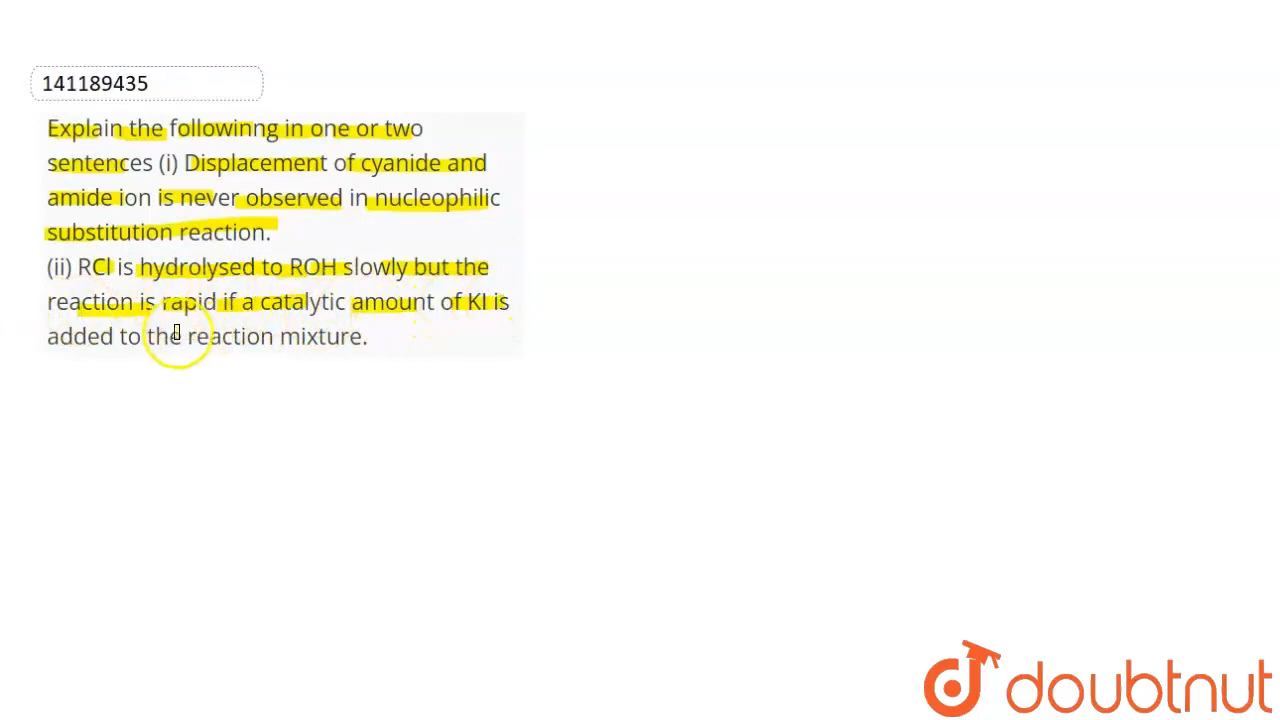 141189435
Explain the followinng in one or two
sentences (i) Displacement of cyanide and
amide ion is never observed in nucleophilic
substitution reaction.
(ii) RCl is hydrolysed to ROH slowly but the
reaction is rapid if a catalytic amount of KI is
added to the reaction mixture.
doubtnut